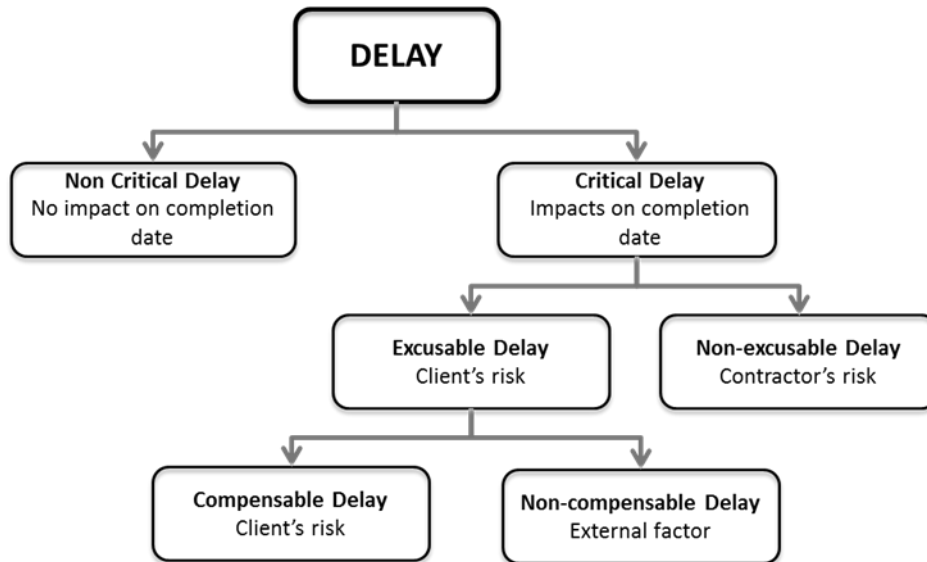 DELAY
Non Critical Delay
No impact on completion
date
Critical Delay
Impacts on completion
date
Excusable Delay
Client’s risk
Non-excusable Delay
Contractor’s risk
Compensable Delay
Client’s risk
Non-compensable Delay
External factor